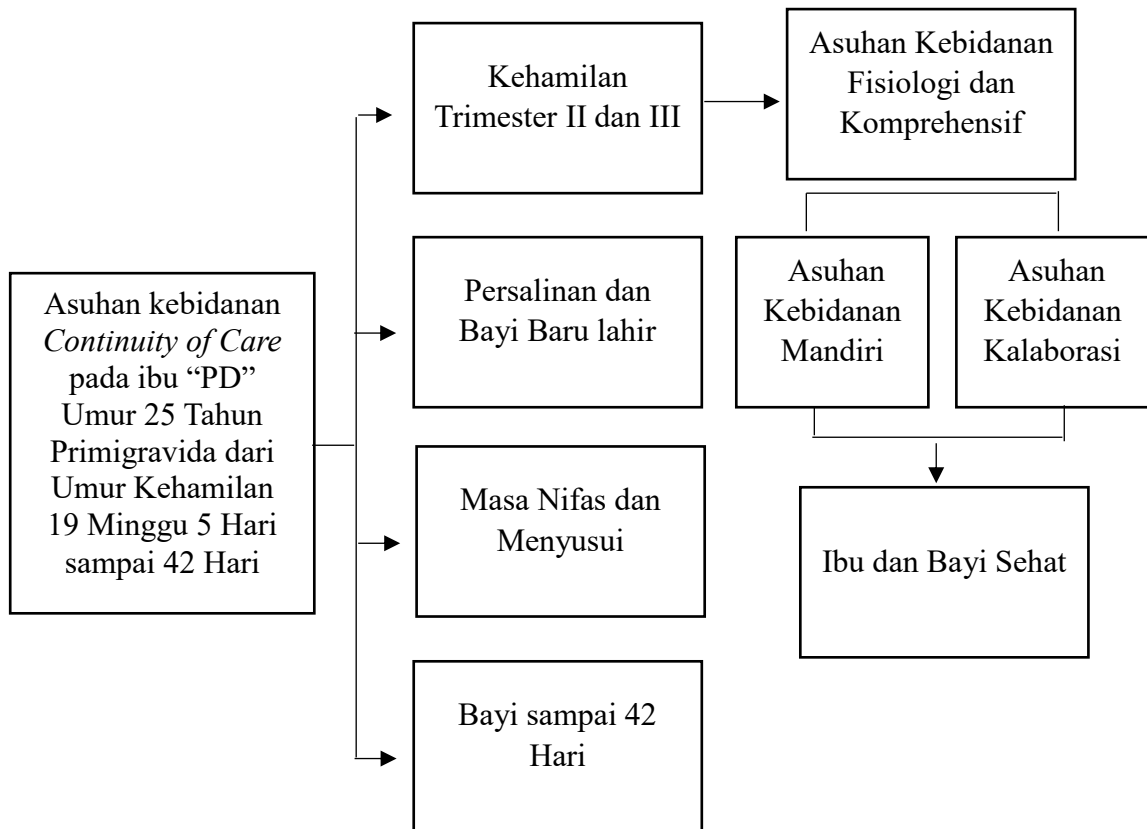 Asuhan kebidanan
Continuity of Care
pada ibu “PD”
Umur 25 Tahun
Primigravida dari
Umur Kehamilan
19 Minggu 5 Hari
sampai 42 Hari
Kehamilan
Trimester II dan III
Persalinan dan
Bayi Baru lahir
Masa Nifas dan
Menyusui
Bayi sampai 42
Hari
Asuhan Kebidanan
Fisiologi dan
Komprehensif
Asuhan
Kebidanan
Mandiri
Asuhan
Kebidanan
Kalaborasi
Ibu dan Bayi Sehat